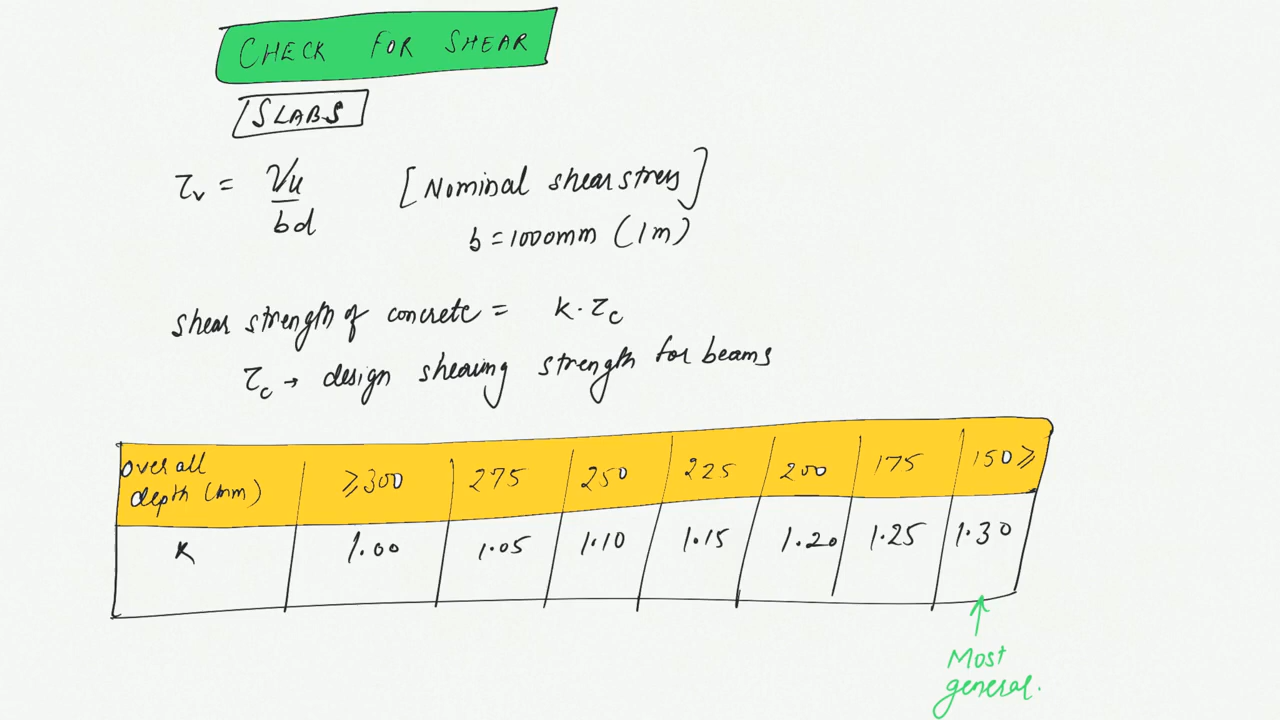 CHECK FOR SHEAR
SLABS
τv = Vu/bd [Nominal shear stress]
b = 1000mm (1m)
shear strength of concrete = k·τc
τc → design shearing strength for beams
over all depth (mm) ≥300 275 250 225 200 175 150≥
K 1.00 1.05 1.10 1.15 1.20 1.25 1.30
Most
general.